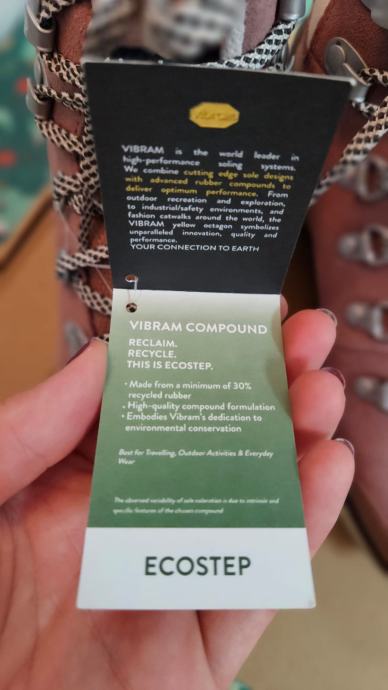 vibram
VIBRAM is the world leader in
high-performance soling systems.
We combine cutting edge sole designs
with advanced rubber compounds to
deliver optimum performance. From
outdoor recreation and exploration,
to industrial/safety environments, and
fashion catwalks around the world, the
VIBRAM yellow octagon symbolizes
unparalleled innovation, quality and
performance.
YOUR CONNECTION TO EARTH
VIBRAM COMPOUND
RECLAIM.
RECYCLE.
THIS IS ECOSTEP.
• Made from a minimum of 30%
recycled rubber
• High-quality compound formulation
• Embodies Vibram's dedication to
environmental conservation
Best for Travelling, Outdoor Activities & Everyday
Wear
The observed variability of sole coloration is due to intrinsic and
specific features of the chosen compound
ECOSTEP